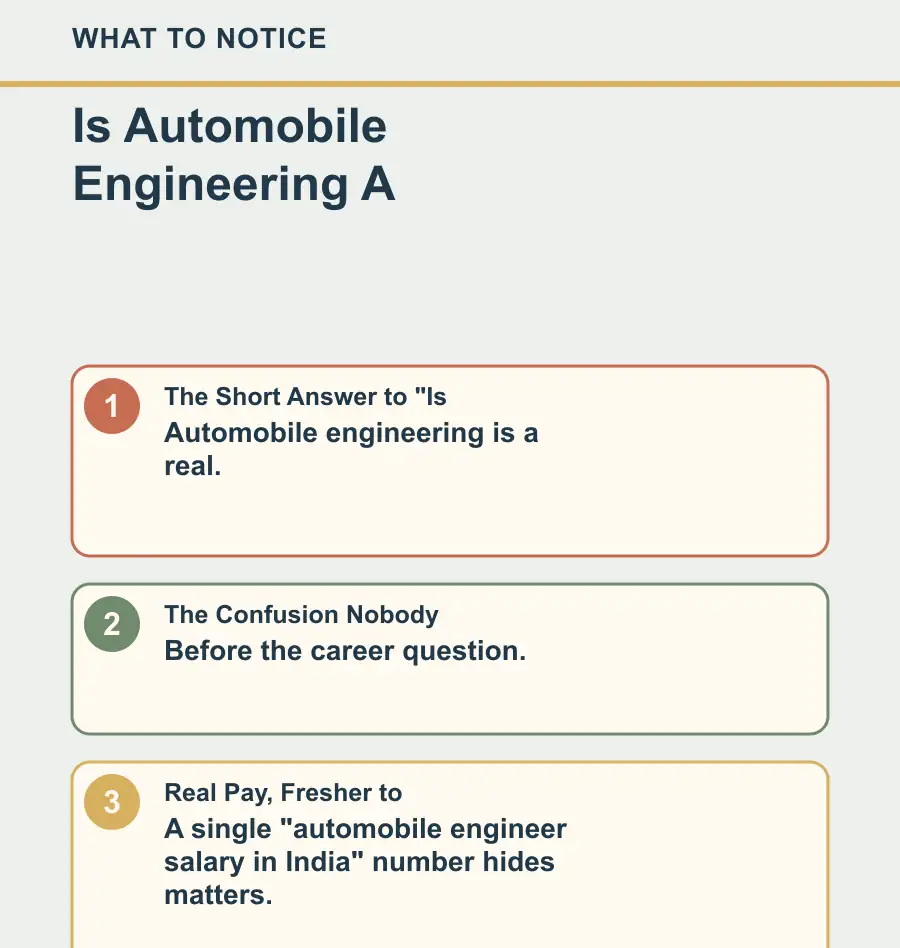 WHAT TO NOTICE
Is Automobile
Engineering A
1
The Short Answer to "Is
Automobile engineering is a
real.
2
The Confusion Nobody
Before the career question.
3
Real Pay, Fresher to
A single "automobile engineer
salary in India" number hides
matters.